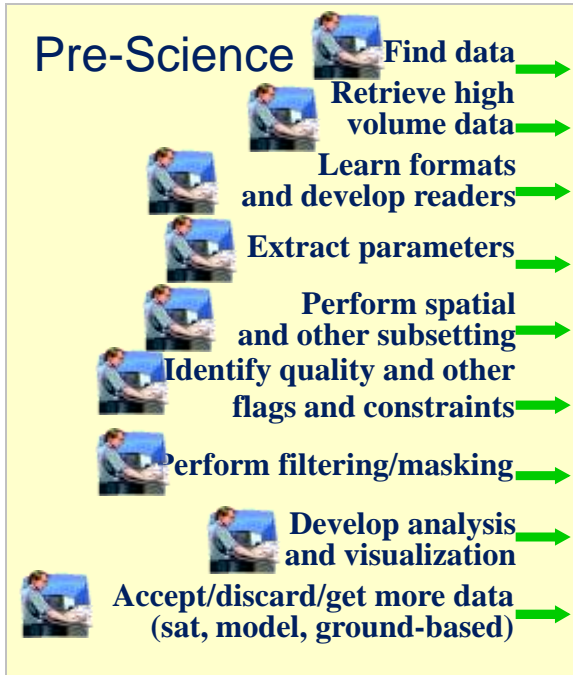 Pre-Science
Find data
Retrieve high
volume data
Learn formats
and develop readers
Extract parameters
Perform spatial
and other subsetting
Identify quality and other
flags and constraints
Perform filtering/masking
Develop analysis
and visualization
Accept/discard/get more data
(sat, model, ground-based)